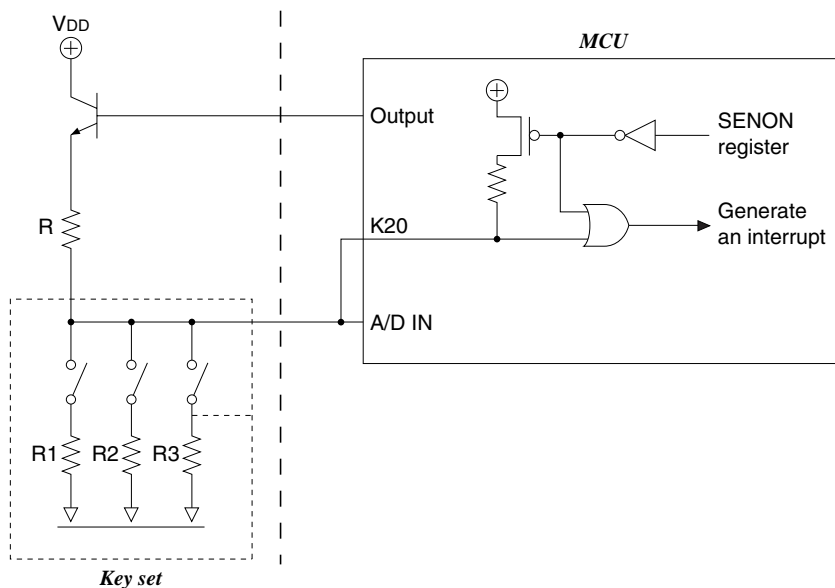 VDD
MCU
Output
SENON
register
R
K20
Generate
an interrupt
A/D IN
R1
R2
R3
Key set